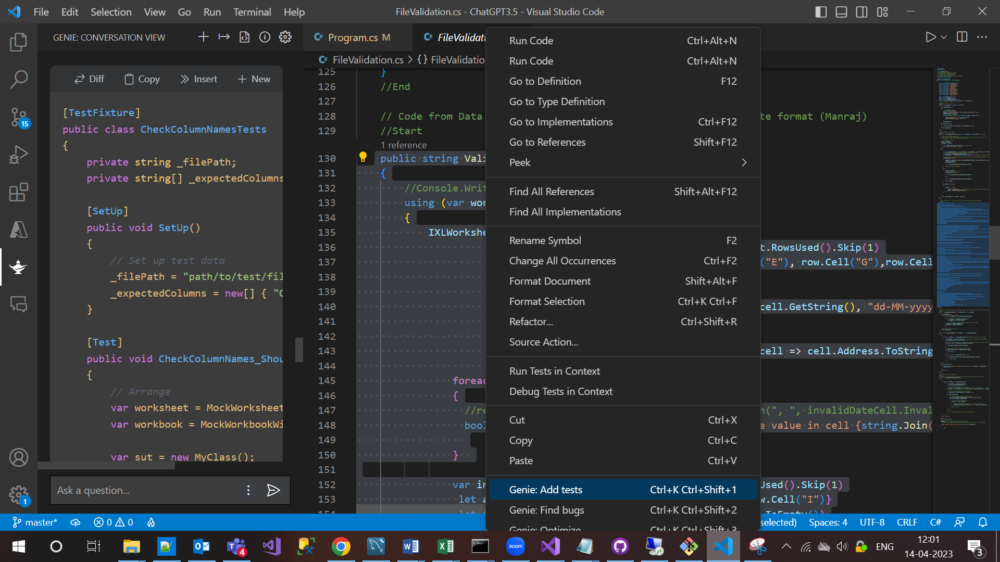 File Edit Selection View Go Run Terminal Help
FileValidation.cs - ChatGPT3.5 - Visual Studio Code
GENIE: CONVERSATION VIEW
Program.cs M
FileValidati
FileValidation.cs > {} FileValidatio
Diff Copy Insert New
[TestFixture]
public class CheckColumnNamesTests
{
private string _filePath;
private string[] _expectedColumns
[SetUp]
public void SetUp()
{
// Set up test data
_filePath = "path/to/test/fil
_expectedColumns = new[] { "C
}
[Test]
public void CheckColumnNames_Shou
{
// Arrange
var worksheet = MockWorksheet
var workbook = MockWorkbookWi
var sut = new MyClass();
Ask a question...
15
1
125 }
126 //End
127
128 // Code from Data te format (Manraj)
129 //Start
1 reference
130 public string Vali
131 {
132 //Console.Writ
133 using (var wor
134 {
135 IXLWorkshe
136 t.RowsUsed().Skip(1)
137 ("E"), row.Cell("G"),row.Cell
138
139
140 cell.GetString(), "dd-MM-yyyy
141
142
143 cell => cell.Address.ToString
144
145 foreac
146 {
147 //re n(", ", invalidDateCell.Inval
148 bool e value in cell {string.Join(
149
150 }
151
152 var in Used().Skip(1)
153 let a w.Cell("I")}
Run Code Ctrl+Alt+N
Run Code Ctrl+Alt+N
Go to Definition F12
Go to Type Definition
Go to Implementations Ctrl+F12
Go to References Shift+F12
Peek
Find All References Shift+Alt+F12
Find All Implementations
Rename Symbol F2
Change All Occurrences Ctrl+F2
Format Document Shift+Alt+F
Format Selection Ctrl+K Ctrl+F
Refactor... Ctrl+Shift+R
Source Action...
Run Tests in Context
Debug Tests in Context
Cut Ctrl+X
Copy Ctrl+C
Paste Ctrl+V
Genie: Add tests Ctrl+K Ctrl+Shift+1
Genie: Find bugs Ctrl+K Ctrl+Shift+2
Genie: Optimize Ctrl+K Ctrl+Shift+3
master* 0 0
selected) Spaces: 4 UTF-8 CRLF C#
4
zoom
ENG
12:01
14-04-2023
3